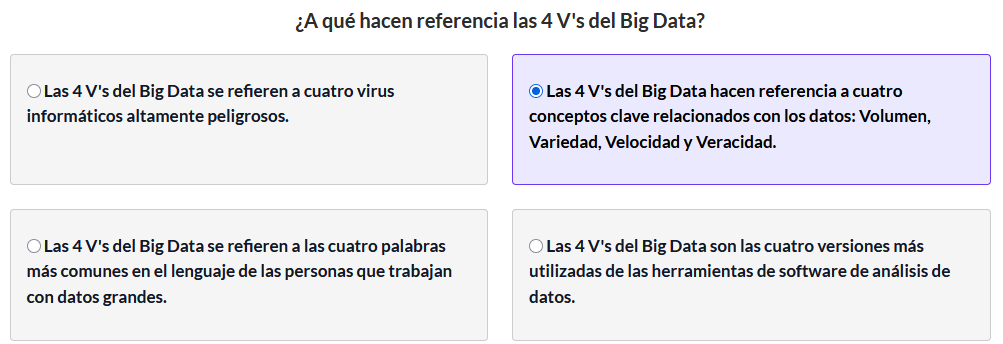 ¿A qué hacen referencia las 4 V's del Big Data?
Las 4 V's del Big Data se refieren a cuatro virus
informáticos altamente peligrosos.
Las 4 V's del Big Data hacen referencia a cuatro
conceptos clave relacionados con los datos: Volumen,
Variedad, Velocidad y Veracidad.
Las 4 V's del Big Data se refieren a las cuatro palabras
más comunes en el lenguaje de las personas que trabajan
con datos grandes.
Las 4 V's del Big Data son las cuatro versiones más
utilizadas de las herramientas de software de análisis de
datos.